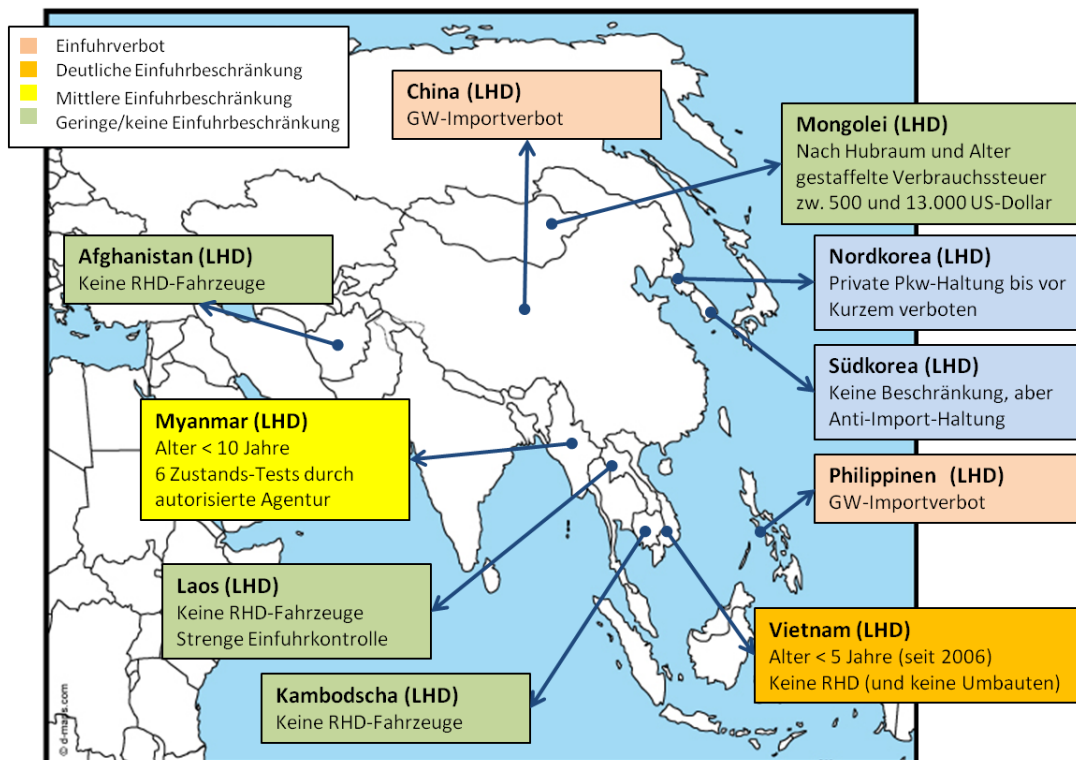 Einfuhrverbot
Deutliche Einfuhrbeschränkung
Mittlere Einfuhrbeschränkung
Geringe/keine Einfuhrbeschränkung
China (LHD)
GW-Importverbot
Mongolei (LHD)
Nach Hubraum und Alter
gestaffelte Verbrauchssteuer
zw. 500 und 13.000 US-Dollar
Afghanistan (LHD)
Keine RHD-Fahrzeuge
Nordkorea (LHD)
Private Pkw-Haltung bis vor
Kurzem verboten
Südkorea (LHD)
Keine Beschränkung, aber
Anti-Import-Haltung
Myanmar (LHD)
Alter < 10 Jahre
6 Zustands-Tests durch
autorisierte Agentur
Philippinen (LHD)
GW-Importverbot
Laos (LHD)
Keine RHD-Fahrzeuge
Strenge Einfuhrkontrolle
Vietnam (LHD)
Alter < 5 Jahre (seit 2006)
Keine RHD (und keine Umbauten)
Kambodscha (LHD)
Keine RHD-Fahrzeuge
© d-maps.com